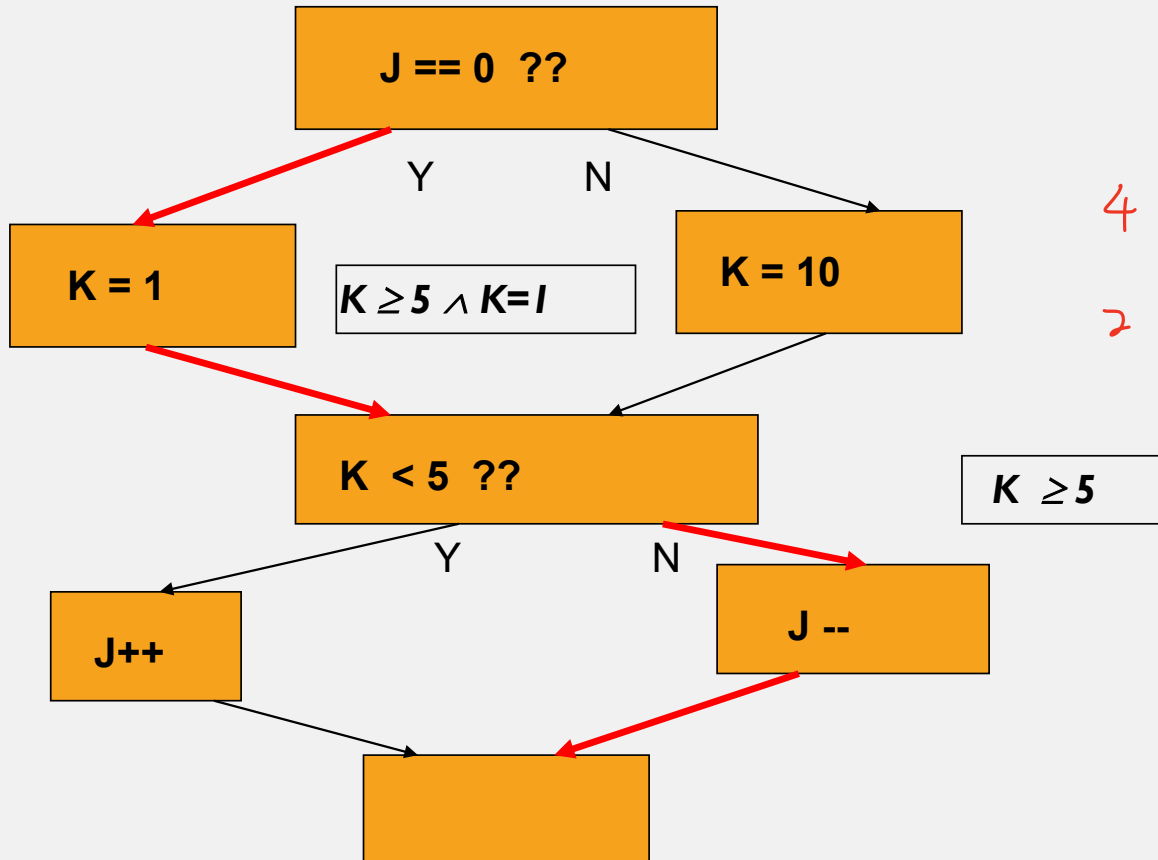 J == 0 ??
Y N
4
K = 1
K ≥ 5 ∧ K=1
K = 10
2
K < 5 ??
K ≥ 5
Y N
J++
J --